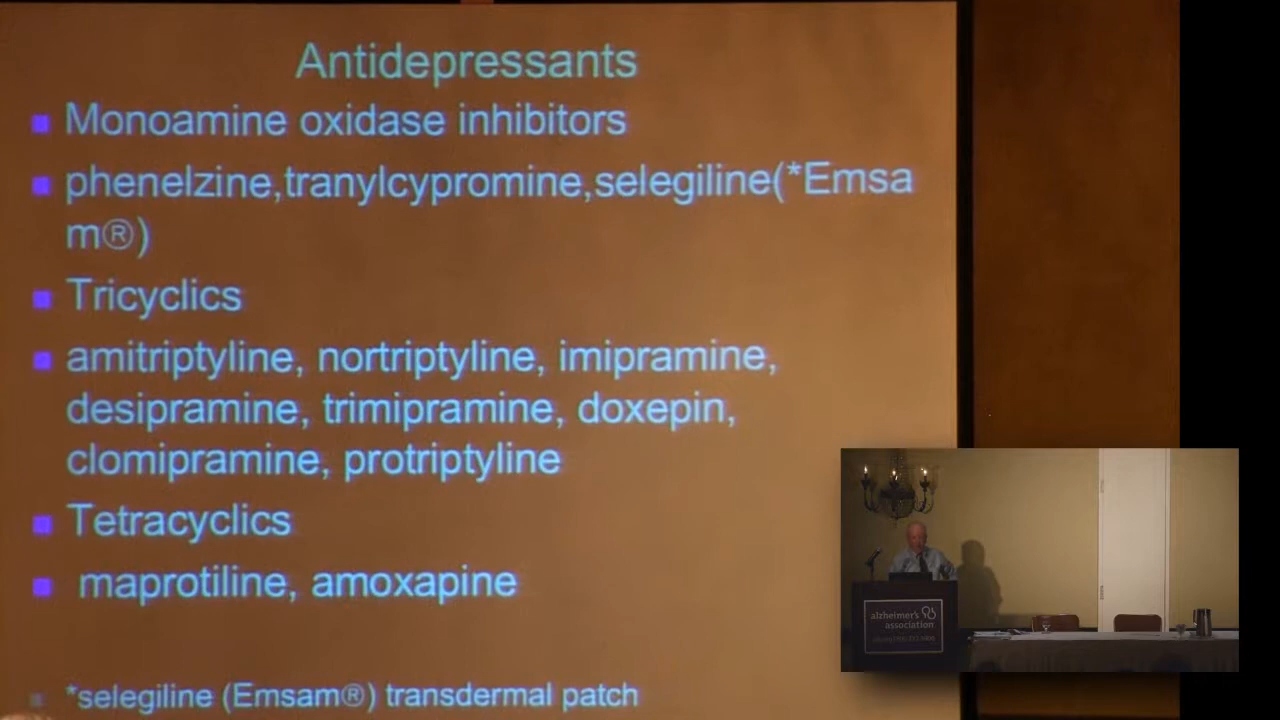 Antidepressants
Monoamine oxidase inhibitors
phenelzine,tranylcypromine,selegiline(*Emsa
m®)
Tricyclics
amitriptyline, nortriptyline, imipramine,
desipramine, trimipramine, doxepin,
clomipramine, protriptyline
Tetracyclics
maprotiline, amoxapine
*selegiline (Emsam®) transdermal patch
alzheimer's
association